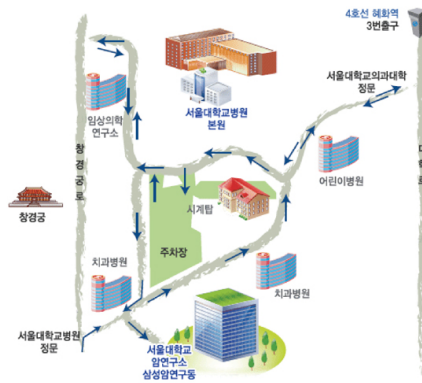 4호선 혜화역
3번출구
서울대학교의과대학
정문
서울대학교병원
본원
임상의학
연구소
창경궁로
대학로
어린이병원
창경궁
시계탑
주차장
치과병원
치과병원
서울대학교병원
정문
서울대학교
암연구소
삼성암연구동